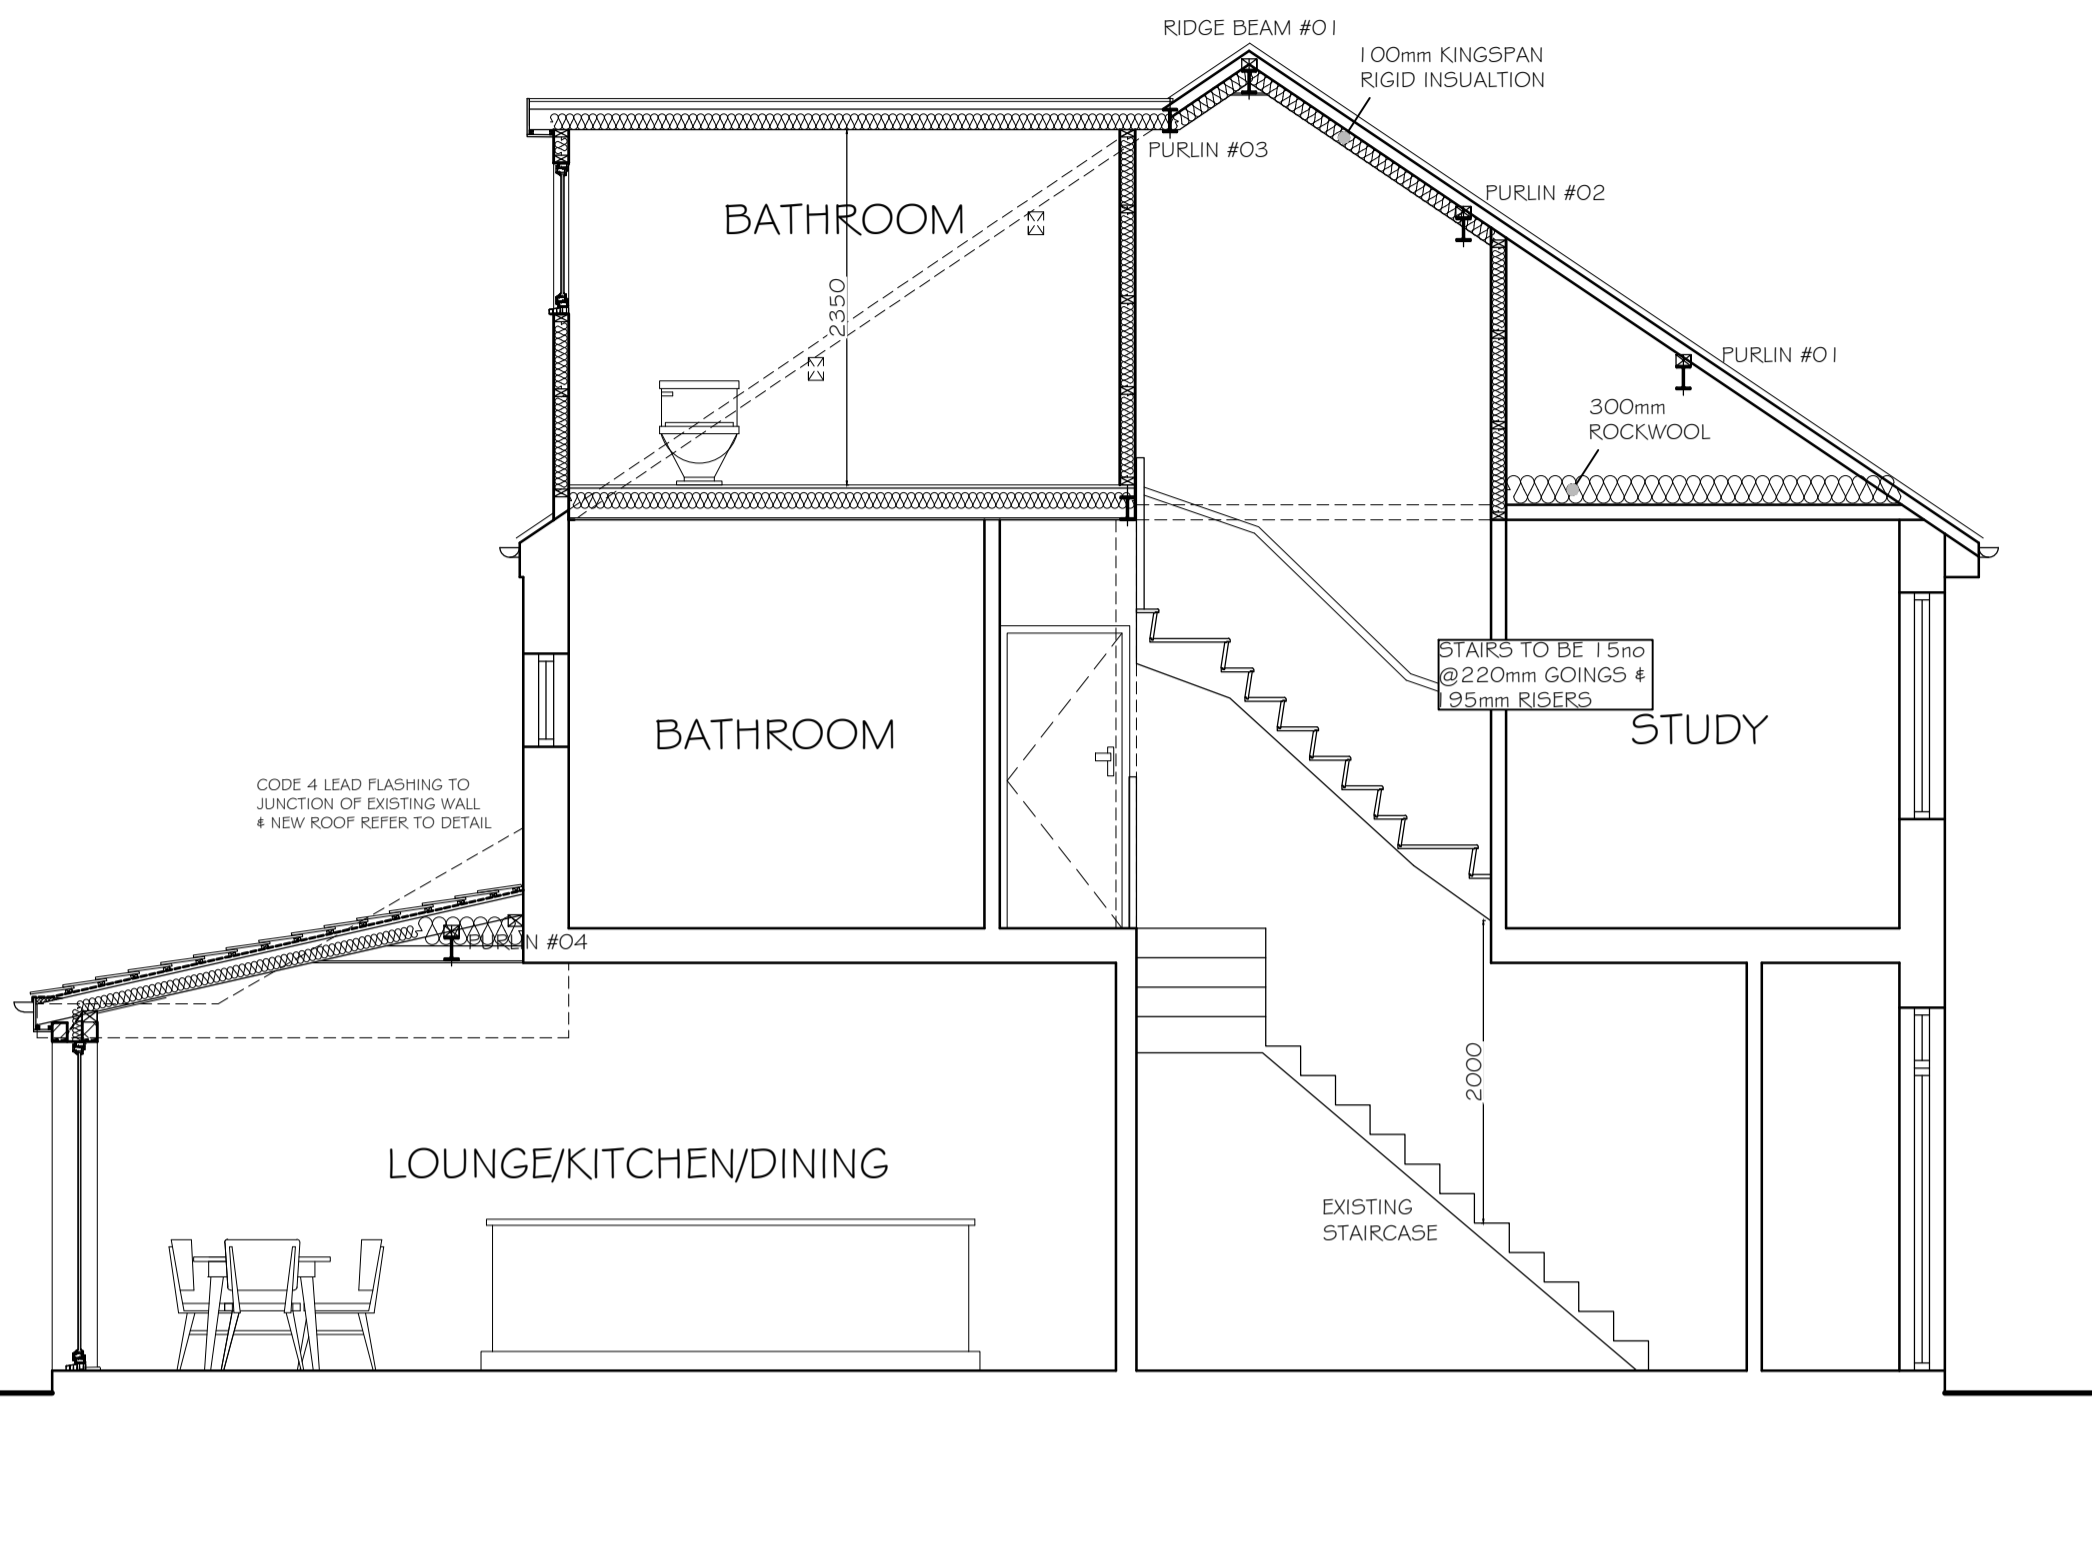 RIDGE BEAM #01
100mm KINGSPAN
RIGID INSUALTION
PURLIN #03
PURLIN #02
BATHROOM
2350
PURLIN #01
300mm
ROCKWOOL
STAIRS TO BE 15no
@220mm GOINGS &
195mm RISERS
BATHROOM
STUDY
CODE 4 LEAD FLASHING TO
JUNCTION OF EXISTING WALL
& NEW ROOF REFER TO DETAIL
PURLIN #04
2000
LOUNGE/KITCHEN/DINING
EXISTING
STAIRCASE